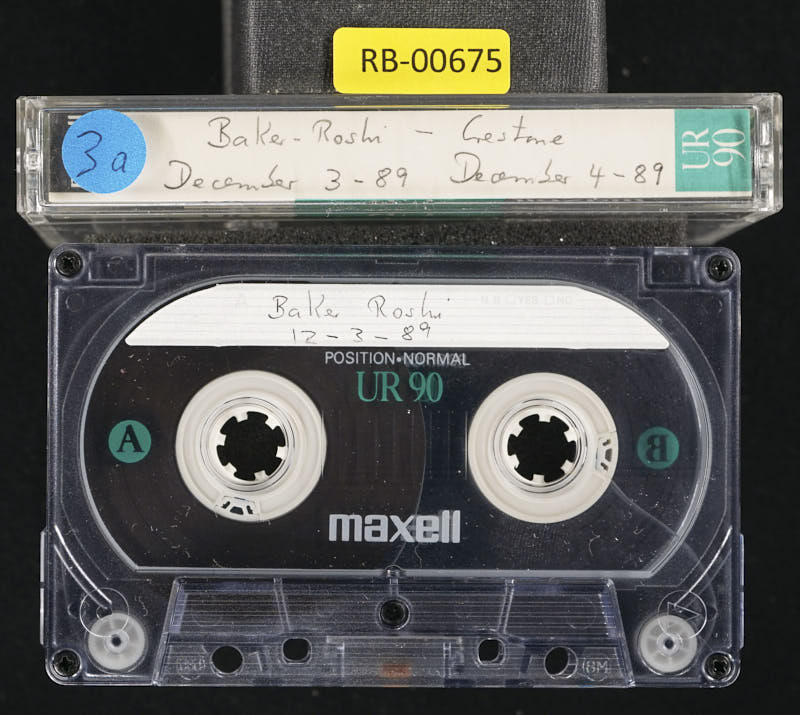 RB-00675
3a
Baker-Roshi - Crestone
December 3-89 December 4-89
UR
90
Baker Roshi
12-3-89
POSITION•NORMAL
UR 90
A
B
maxell